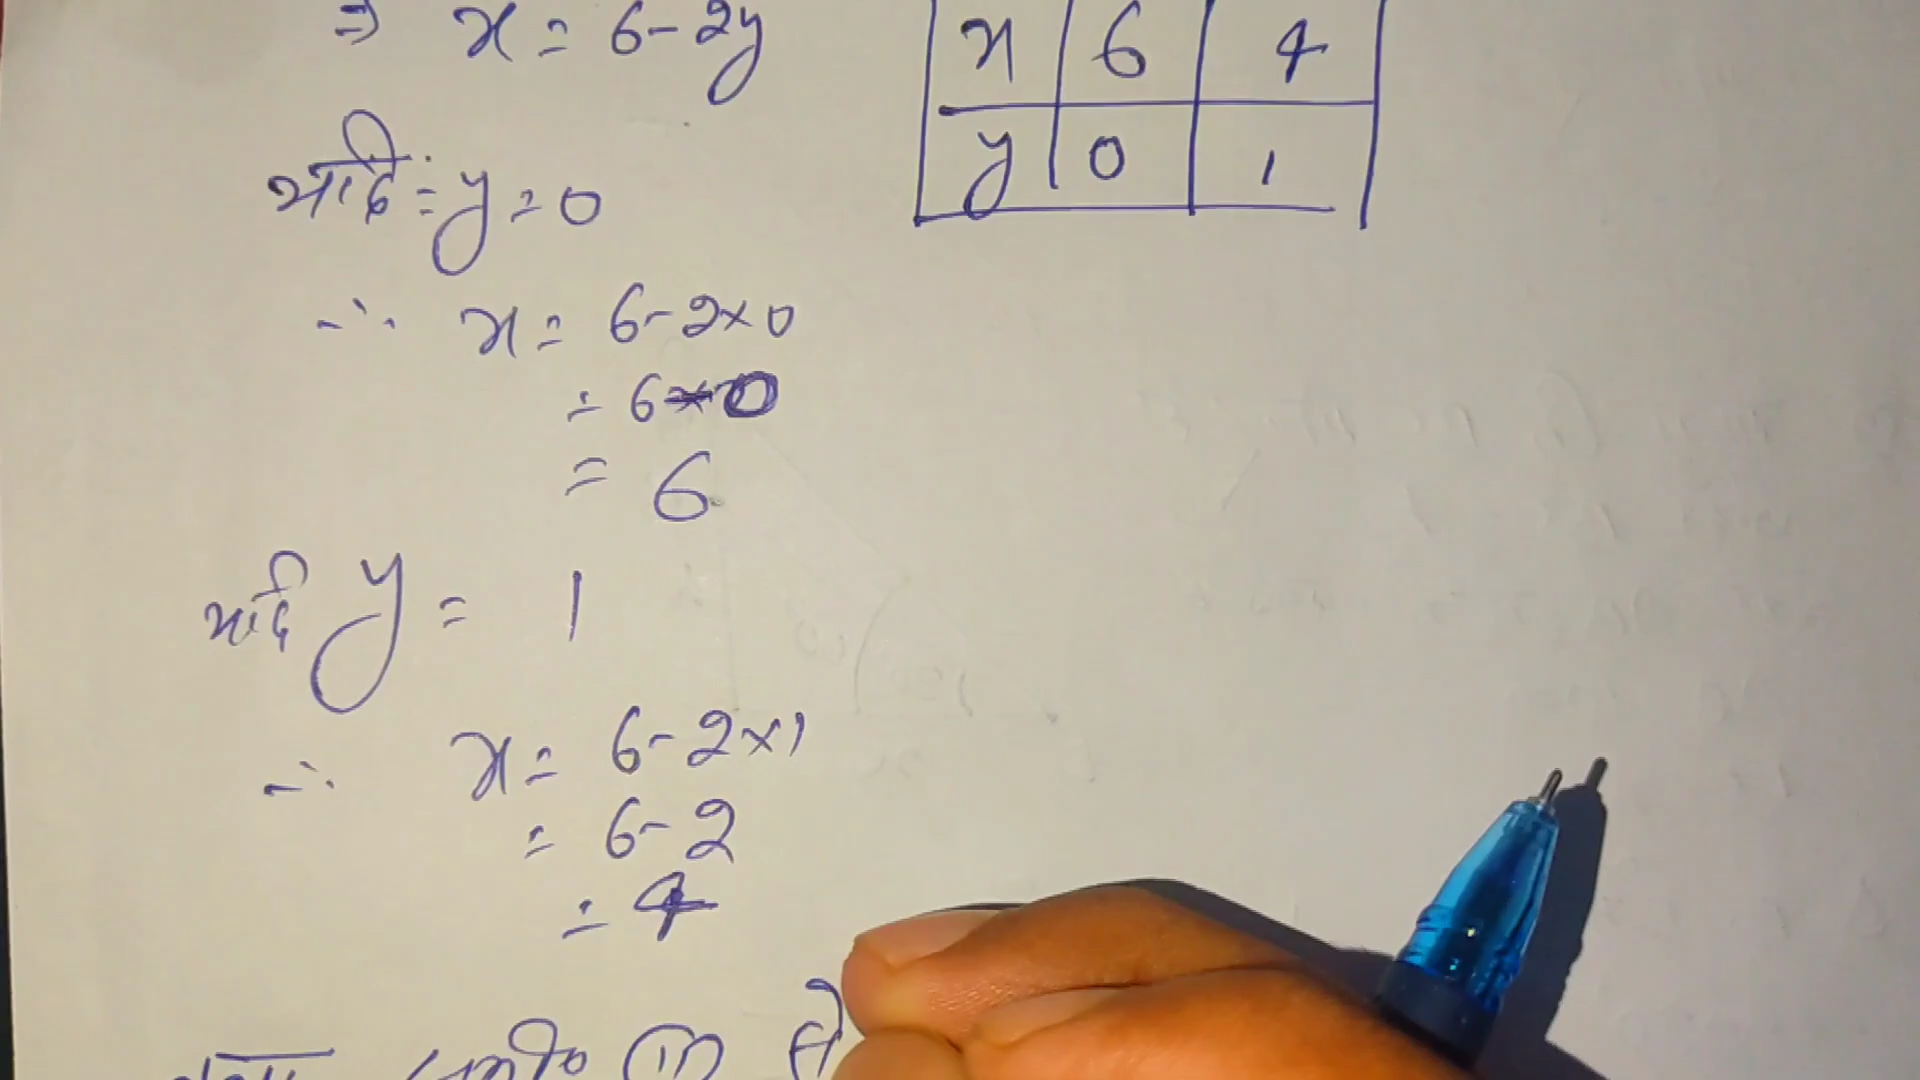 ⇒ x = 6-2y
x 6 4
y 0 1
यदि :- y = 0
∴ x = 6-2×0
= 6-0
= 6
यदि y = 1
∴ x = 6-2×1
= 6-2
= 4
(ii) से